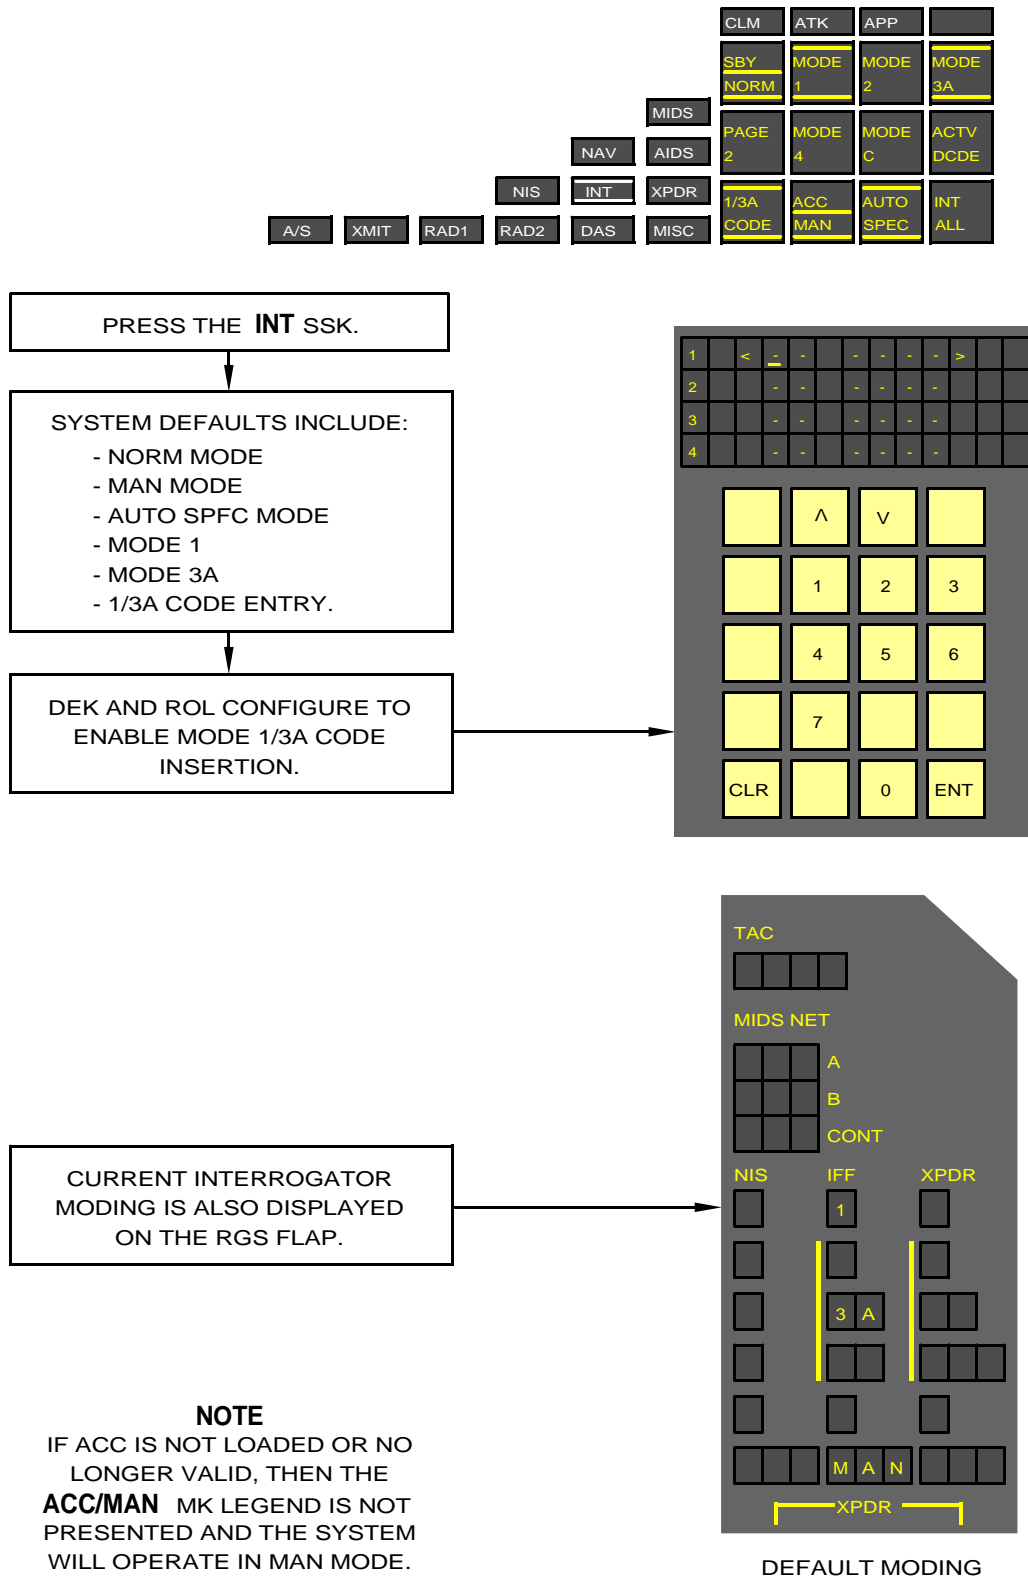 CLM ATK APP
SBY NORM MODE 1 MODE 2 MODE 3A
MIDS
PAGE 2 MODE 4 MODE C ACTV DCDE
NAV AIDS
NIS INT XPDR
1/3A CODE ACC MAN AUTO SPEC INT ALL
A/S XMIT RAD1 RAD2 DAS MISC
PRESS THE INT SSK.
SYSTEM DEFAULTS INCLUDE:
- NORM MODE
- MAN MODE
- AUTO SPFC MODE
- MODE 1
- MODE 3A
- 1/3A CODE ENTRY.
DEK AND ROL CONFIGURE TO
ENABLE MODE 1/3A CODE
INSERTION.
1 < - - - - - - >
2 - - - - - -
3 - - - - - -
4 - - - - - -
Λ V
1 2 3
4 5 6
7
CLR 0 ENT
CURRENT INTERROGATOR
MODING IS ALSO DISPLAYED
ON THE RGS FLAP.
TAC
MIDS NET
A
B
CONT
NIS IFF XPDR
1
3 A
M A N
XPDR
NOTE
IF ACC IS NOT LOADED OR NO
LONGER VALID, THEN THE
ACC/MAN MK LEGEND IS NOT
PRESENTED AND THE SYSTEM
WILL OPERATE IN MAN MODE.
DEFAULT MODING